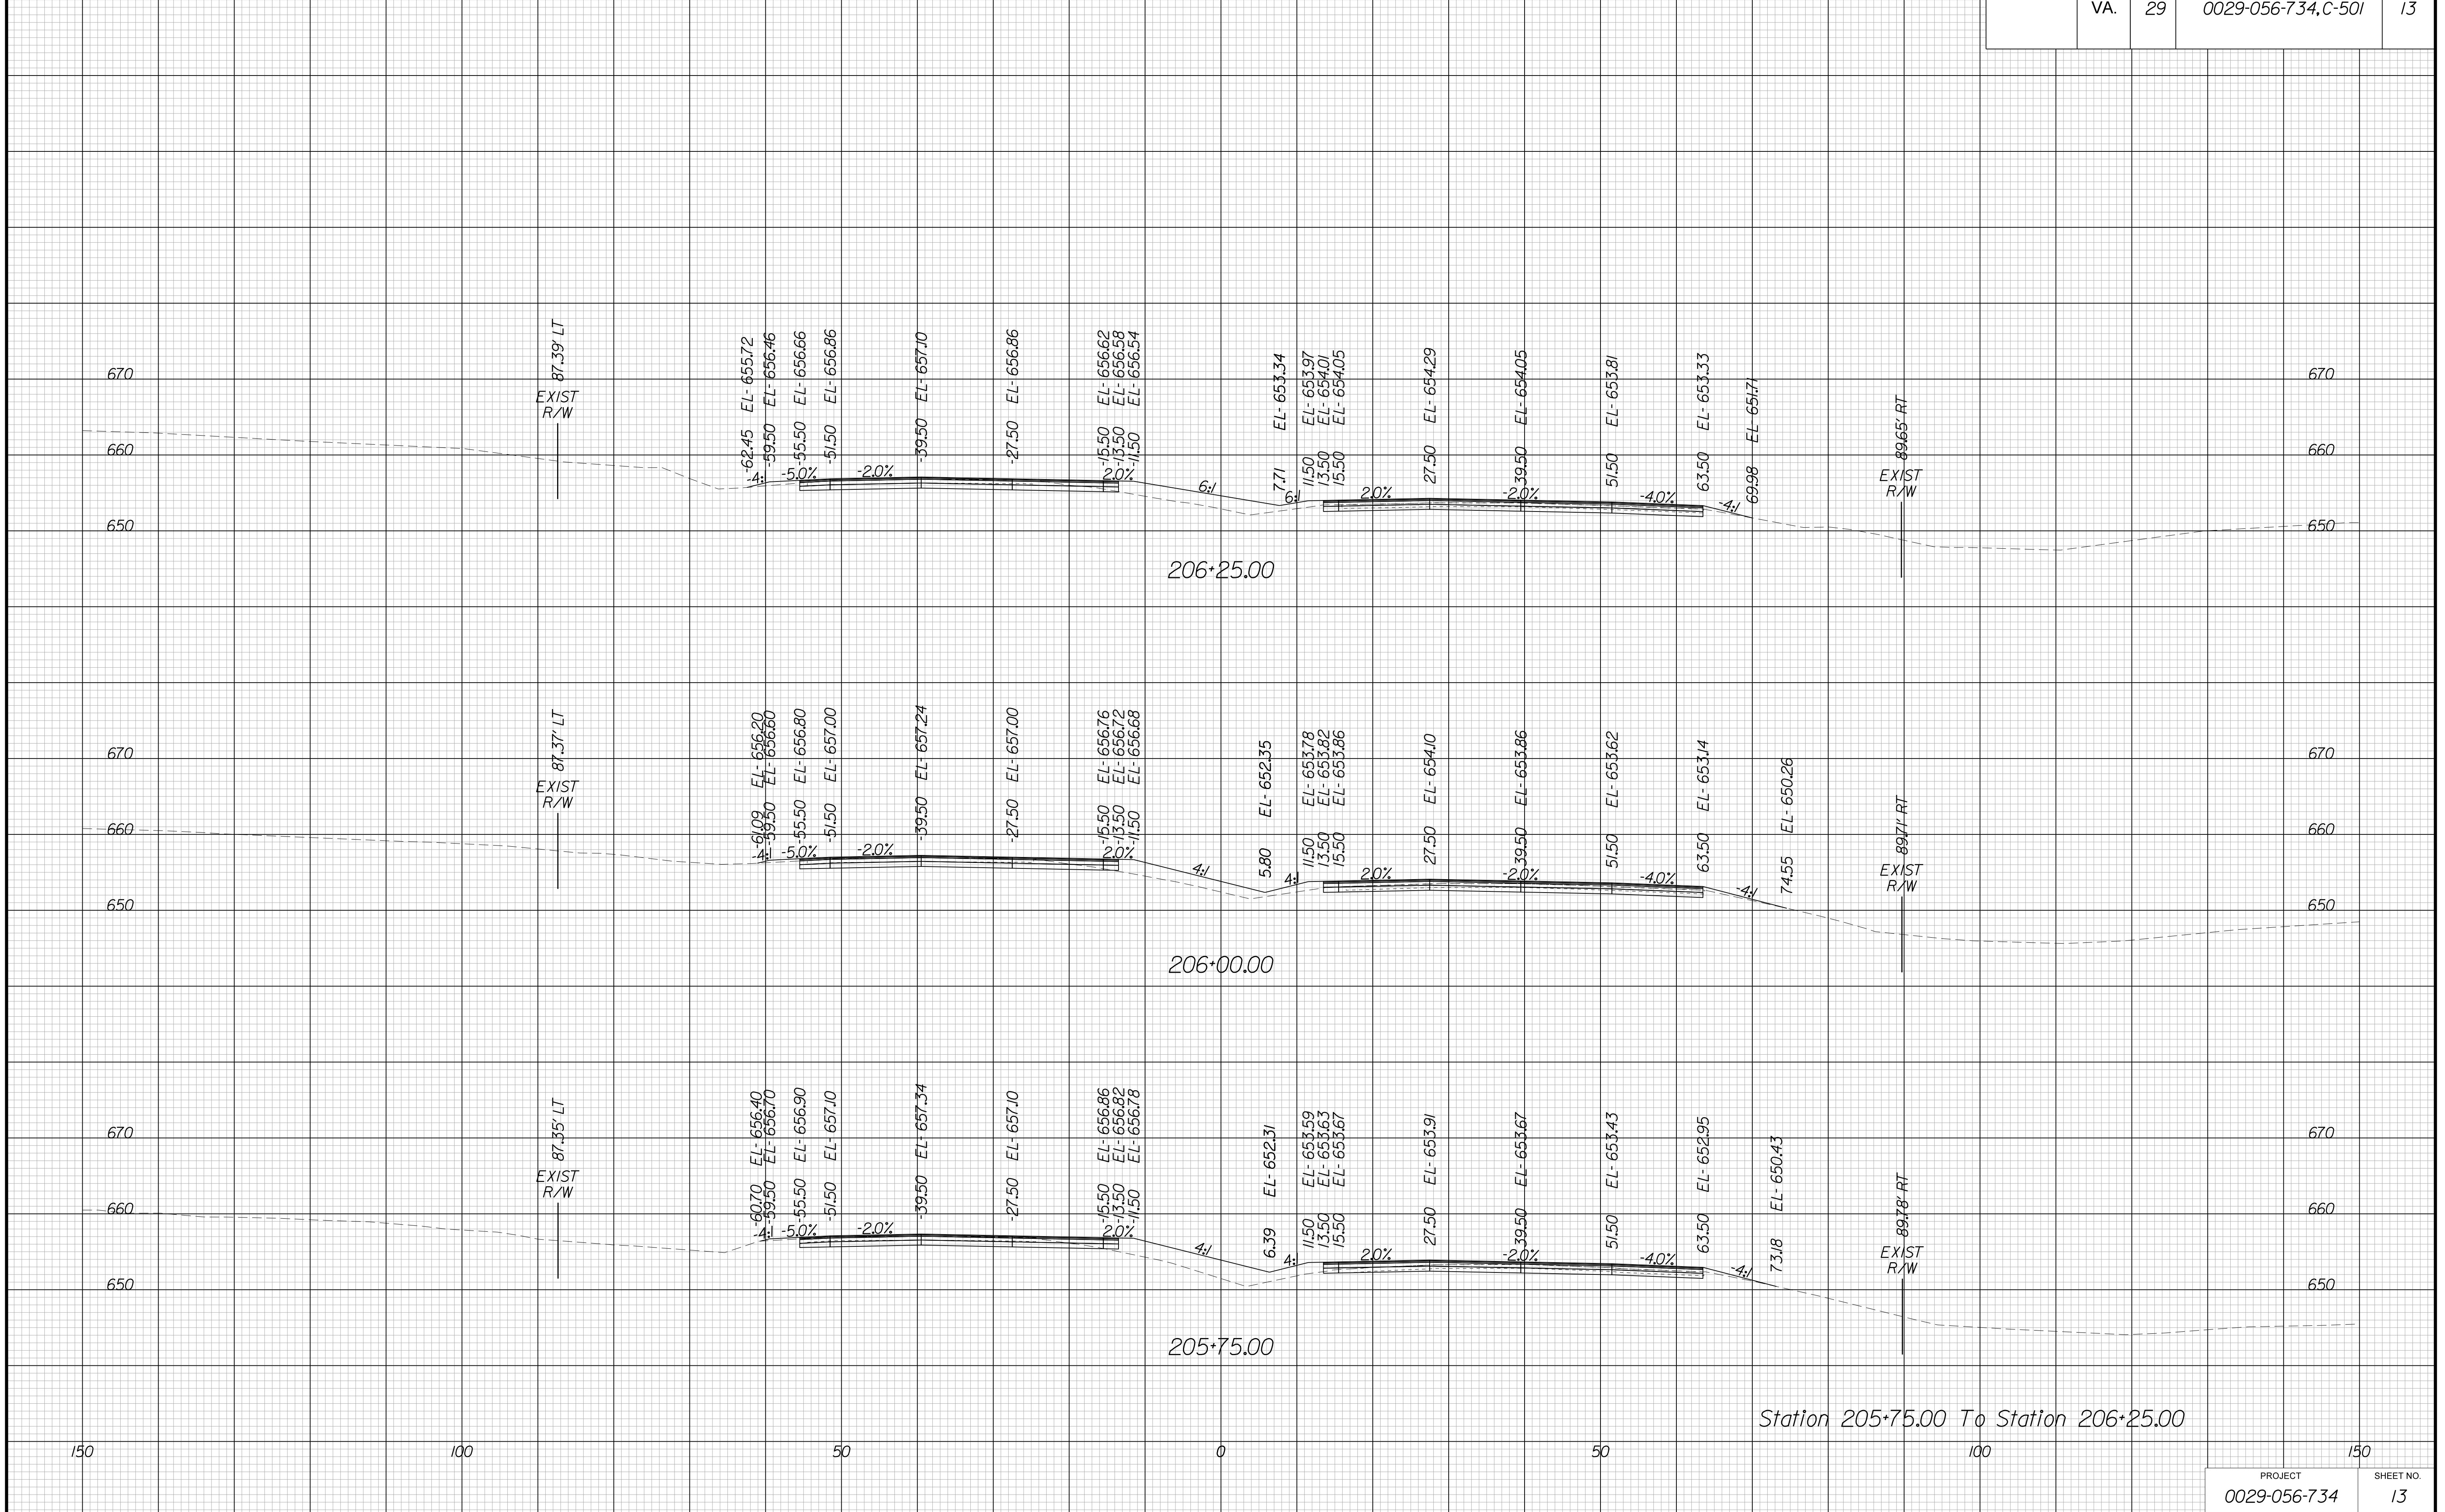 VA. 29 0029-056-734, C-501 13
670 670
660 660
650 650
EXIST R/W 87.39' LT
-62.45 EL- 655.72
-59.50 EL- 656.46
-55.50 EL- 656.66
-51.50 EL- 656.86
-39.50 EL- 657.10
-27.50 EL- 656.86
-15.50 EL- 656.62
-13.50 EL- 656.58
-11.50 EL- 656.54
7.71 EL- 653.34
11.50 EL- 653.97
13.50 EL- 654.01
15.50 EL- 654.05
27.50 EL- 654.29
39.50 EL- 654.05
51.50 EL- 653.81
63.50 EL- 653.33
69.98 EL- 651.71
EXIST R/W 89.65' RT
-4:1 -5.0% -2.0% 2.0% 6:1 6:1 2.0% -2.0% -4.0% -4:1
206+25.00
670 670
660 660
650 650
EXIST R/W 87.37' LT
-61.09 EL- 656.20
-59.50 EL- 656.60
-55.50 EL- 656.80
-51.50 EL- 657.00
-39.50 EL- 657.24
-27.50 EL- 657.00
-15.50 EL- 656.76
-13.50 EL- 656.72
-11.50 EL- 656.68
5.80 EL- 652.35
11.50 EL- 653.78
13.50 EL- 653.82
15.50 EL- 653.86
27.50 EL- 654.10
39.50 EL- 653.86
51.50 EL- 653.62
63.50 EL- 653.14
74.55 EL- 650.26
EXIST R/W 89.71' RT
-4:1 -5.0% -2.0% 2.0% 4:1 4:1 2.0% -2.0% -4.0% -4:1
206+00.00
670 670
660 660
650 650
EXIST R/W 87.35' LT
-60.70 EL- 656.40
-59.50 EL- 656.70
-55.50 EL- 656.90
-51.50 EL- 657.10
-39.50 EL- 657.34
-27.50 EL- 657.10
-15.50 EL- 656.86
-13.50 EL- 656.82
-11.50 EL- 656.78
6.39 EL- 652.31
11.50 EL- 653.59
13.50 EL- 653.63
15.50 EL- 653.67
27.50 EL- 653.91
39.50 EL- 653.67
51.50 EL- 653.43
63.50 EL- 652.95
73.18 EL- 650.43
EXIST R/W 89.78' RT
-4:1 -5.0% -2.0% 2.0% 4:1 4:1 2.0% -2.0% -4.0% -4:1
205+75.00
Station 205+75.00 To Station 206+25.00
150 100 50 0 50 100 150
PROJECT SHEET NO.
0029-056-734 13